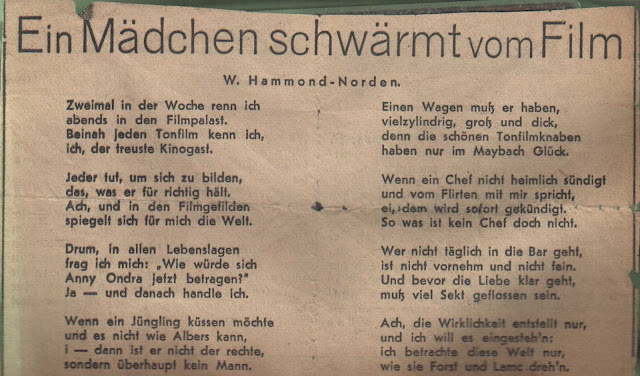 Ein Mädchen schwärmt vom Film
W. Hammond-Norden.
Zweimal in der Woche renn ich
abends in den Filmpalast.
Beinah jeden Tonfilm kenn ich,
ich, der treuste Kinogast.
Jeder tut, um sich zu bilden,
das, was er für richtig hält.
Ach, und in den Filmgefilden
spiegelt sich für mich die Welt.
Drum, in allen Lebenslagen
frag ich mich: „Wie würde sich
Anny Ondra jetzt betragen?"
Ja — und danach handle ich.
Wenn ein Jüngling küssen möchte
und es nicht wie Albers kann,
i — dann ist er nicht der rechte,
sondern überhaupt kein Mann.
Einen Wagen muß er haben,
vielzylindrig, groß und dick,
denn die schönen Tonfilmknaben
haben nur im Maybach Glück.
Wenn ein Chef nicht heimlich sündigt
und vom Flirten mit mir spricht,
ei, dem wird sofort gekündigt.
So was ist kein Chef doch nicht.
Wer nicht täglich in die Bar geht,
ist nicht vornehm und nicht fein.
Und bevor die Liebe klar geht,
muß viel Sekt geflossen sein.
Ach, die Wirklichkeit entstellt nur,
und ich will es eingesteh'n:
ich betrachte diese Welt nur,
wie sie Forst und Lamc dreh'n.